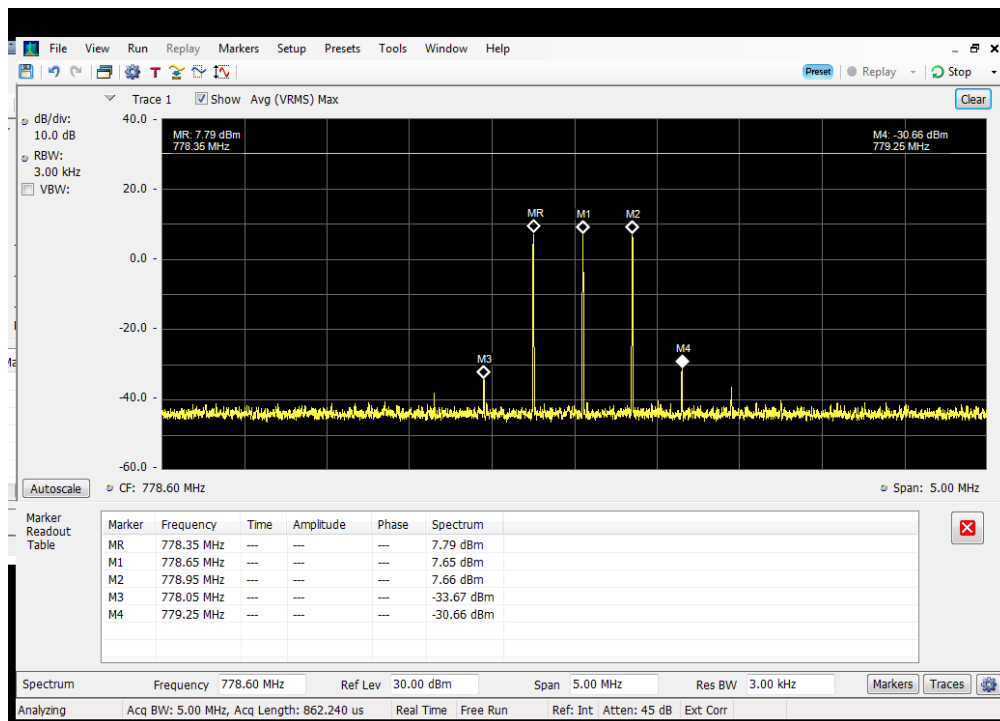 File View Run Replay Markers Setup Presets Tools Window Help
T Preset Replay Stop
Trace 1 Show Avg (VRMS) Max Clear
dB/div:
10.0 dB
RBW:
3.00 kHz
VBW:
40.0
20.0
0.0
-20.0
-40.0
-60.0
MR: 7.79 dBm
778.35 MHz
M4: -30.66 dBm
779.25 MHz
MR M1 M2
M3 M4
Autoscale CF: 778.60 MHz Span: 5.00 MHz
Marker
Readout
Table
Marker Frequency Time Amplitude Phase Spectrum
MR 778.35 MHz --- --- --- 7.79 dBm
M1 778.65 MHz --- --- --- 7.65 dBm
M2 778.95 MHz --- --- --- 7.66 dBm
M3 778.05 MHz --- --- --- -33.67 dBm
M4 779.25 MHz --- --- --- -30.66 dBm
Spectrum Frequency 778.60 MHz Ref Lev 30.00 dBm Span 5.00 MHz Res BW 3.00 kHz Markers Traces
Analyzing Acq BW: 5.00 MHz, Acq Length: 862.240 us Real Time Free Run Ref: Int Atten: 45 dB Ext Corr